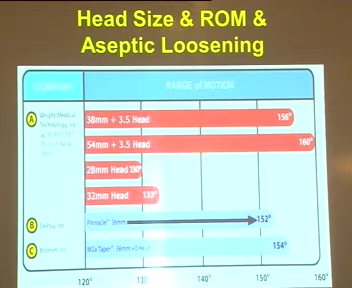 Head Size & ROM &
Aseptic Loosening
COMPANY RANGE of MOTION
A Wright Medical
Technology, Inc.
38mm + 3.5 Head 156°
54mm + 3.5 Head 160°
28mm Head 130°
32mm Head 133°
B DePuy, Inc. Pinnacle 36mm 152°
C Biomet, Inc. M2a Taper 38mm 154°
120° 130 140° 150° 160°